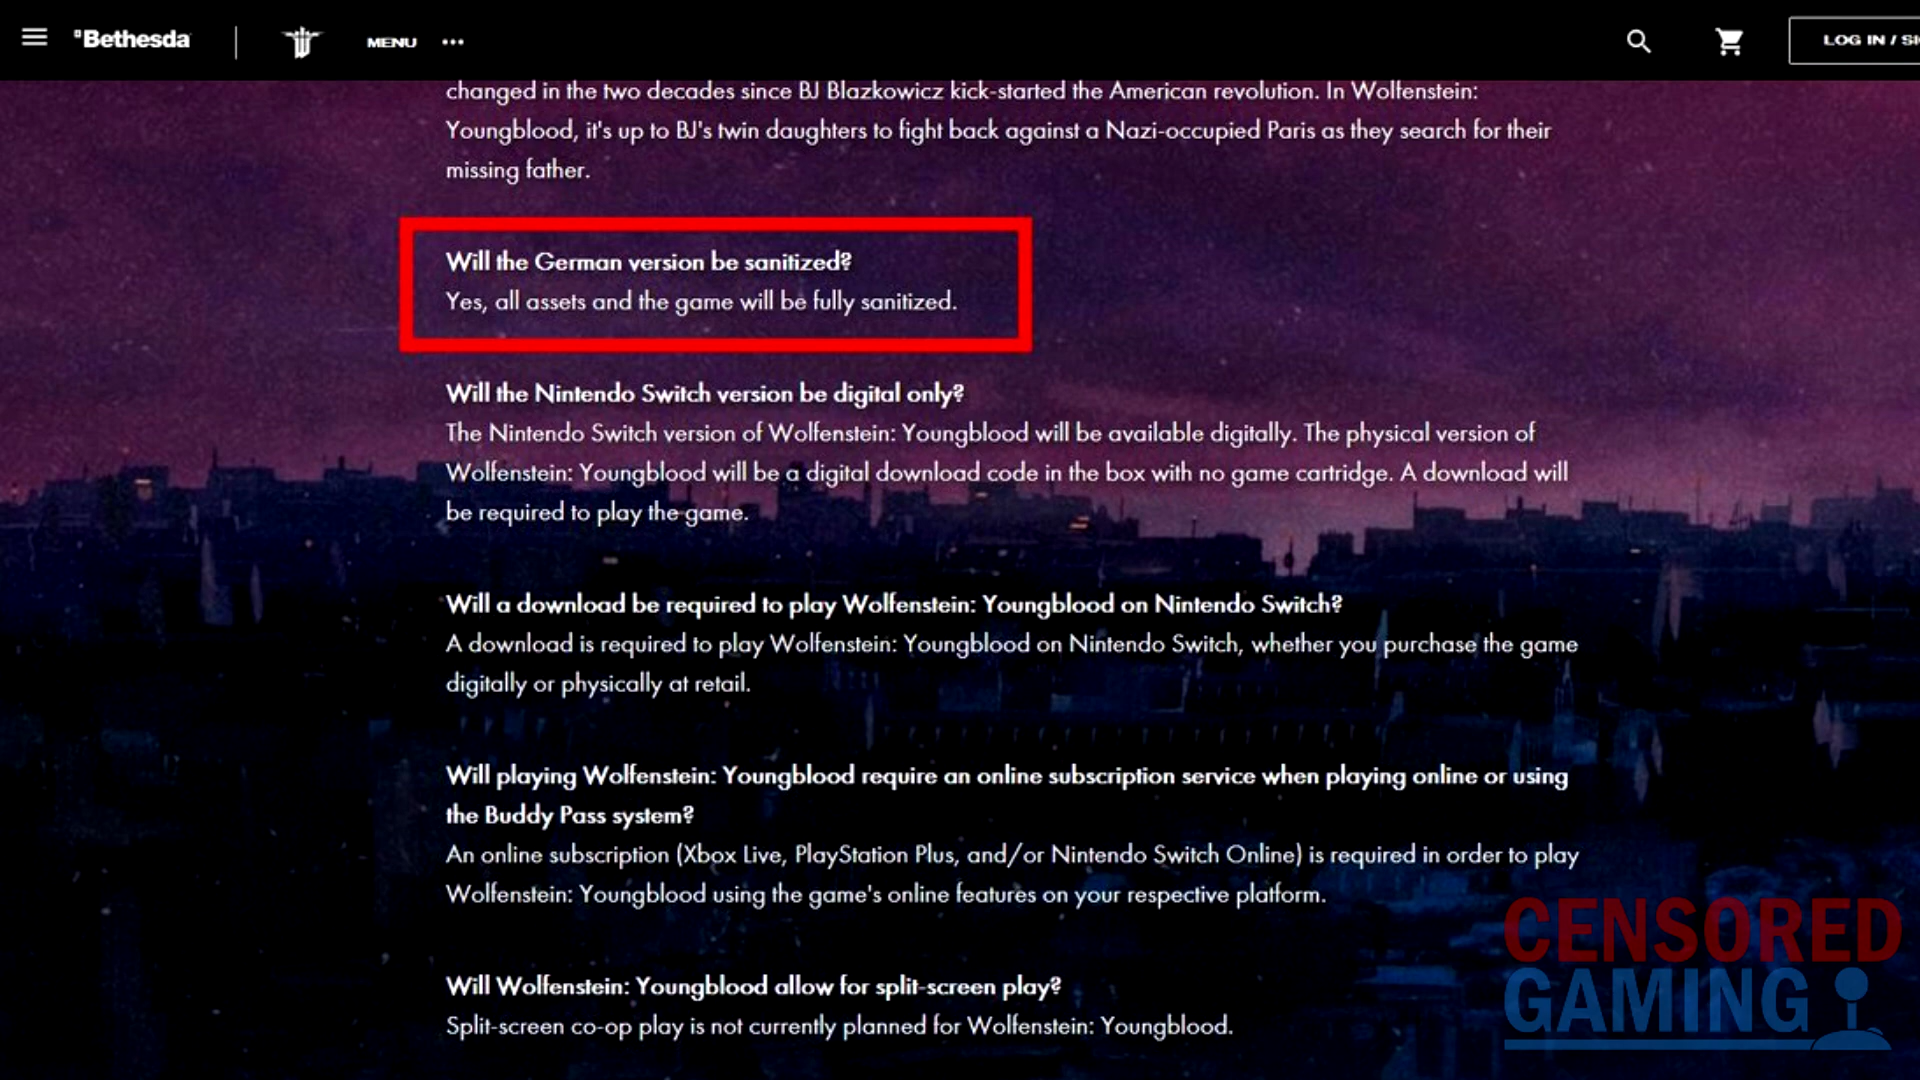 Bethesda
MENU
LOG IN / SI
changed in the two decades since BJ Blazkowicz kick-started the American revolution. In Wolfenstein:
Youngblood, it's up to BJ's twin daughters to fight back against a Nazi-occupied Paris as they search for their
missing father.
Will the German version be sanitized?
Yes, all assets and the game will be fully sanitized.
Will the Nintendo Switch version be digital only?
The Nintendo Switch version of Wolfenstein: Youngblood will be available digitally. The physical version of
Wolfenstein: Youngblood will be a digital download code in the box with no game cartridge. A download will
be required to play the game.
Will a download be required to play Wolfenstein: Youngblood on Nintendo Switch?
A download is required to play Wolfenstein: Youngblood on Nintendo Switch, whether you purchase the game
digitally or physically at retail.
Will playing Wolfenstein: Youngblood require an online subscription service when playing online or using
the Buddy Pass system?
An online subscription (Xbox Live, PlayStation Plus, and/or Nintendo Switch Online) is required in order to play
Wolfenstein: Youngblood using the game's online features on your respective platform.
Will Wolfenstein: Youngblood allow for split-screen play?
Split-screen co-op play is not currently planned for Wolfenstein: Youngblood.
CENSORED
GAMING